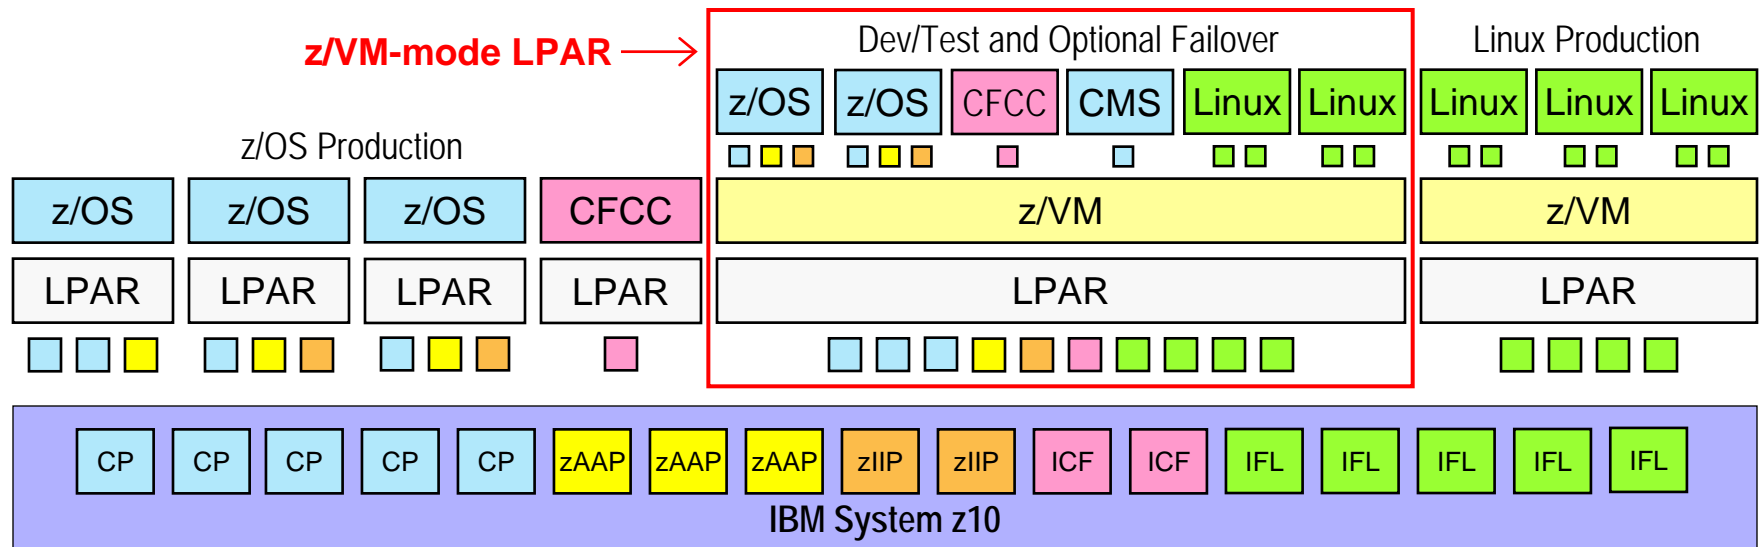 z/VM-mode LPAR
Dev/Test and Optional Failover
Linux Production
z/OS z/OS CFCC CMS Linux Linux Linux Linux Linux
z/OS Production
z/OS z/OS z/OS CFCC z/VM z/VM
LPAR LPAR LPAR LPAR LPAR LPAR
CP CP CP CP CP zAAP zAAP zAAP zIIP zIIP ICF ICF IFL IFL IFL IFL IFL
IBM System z10